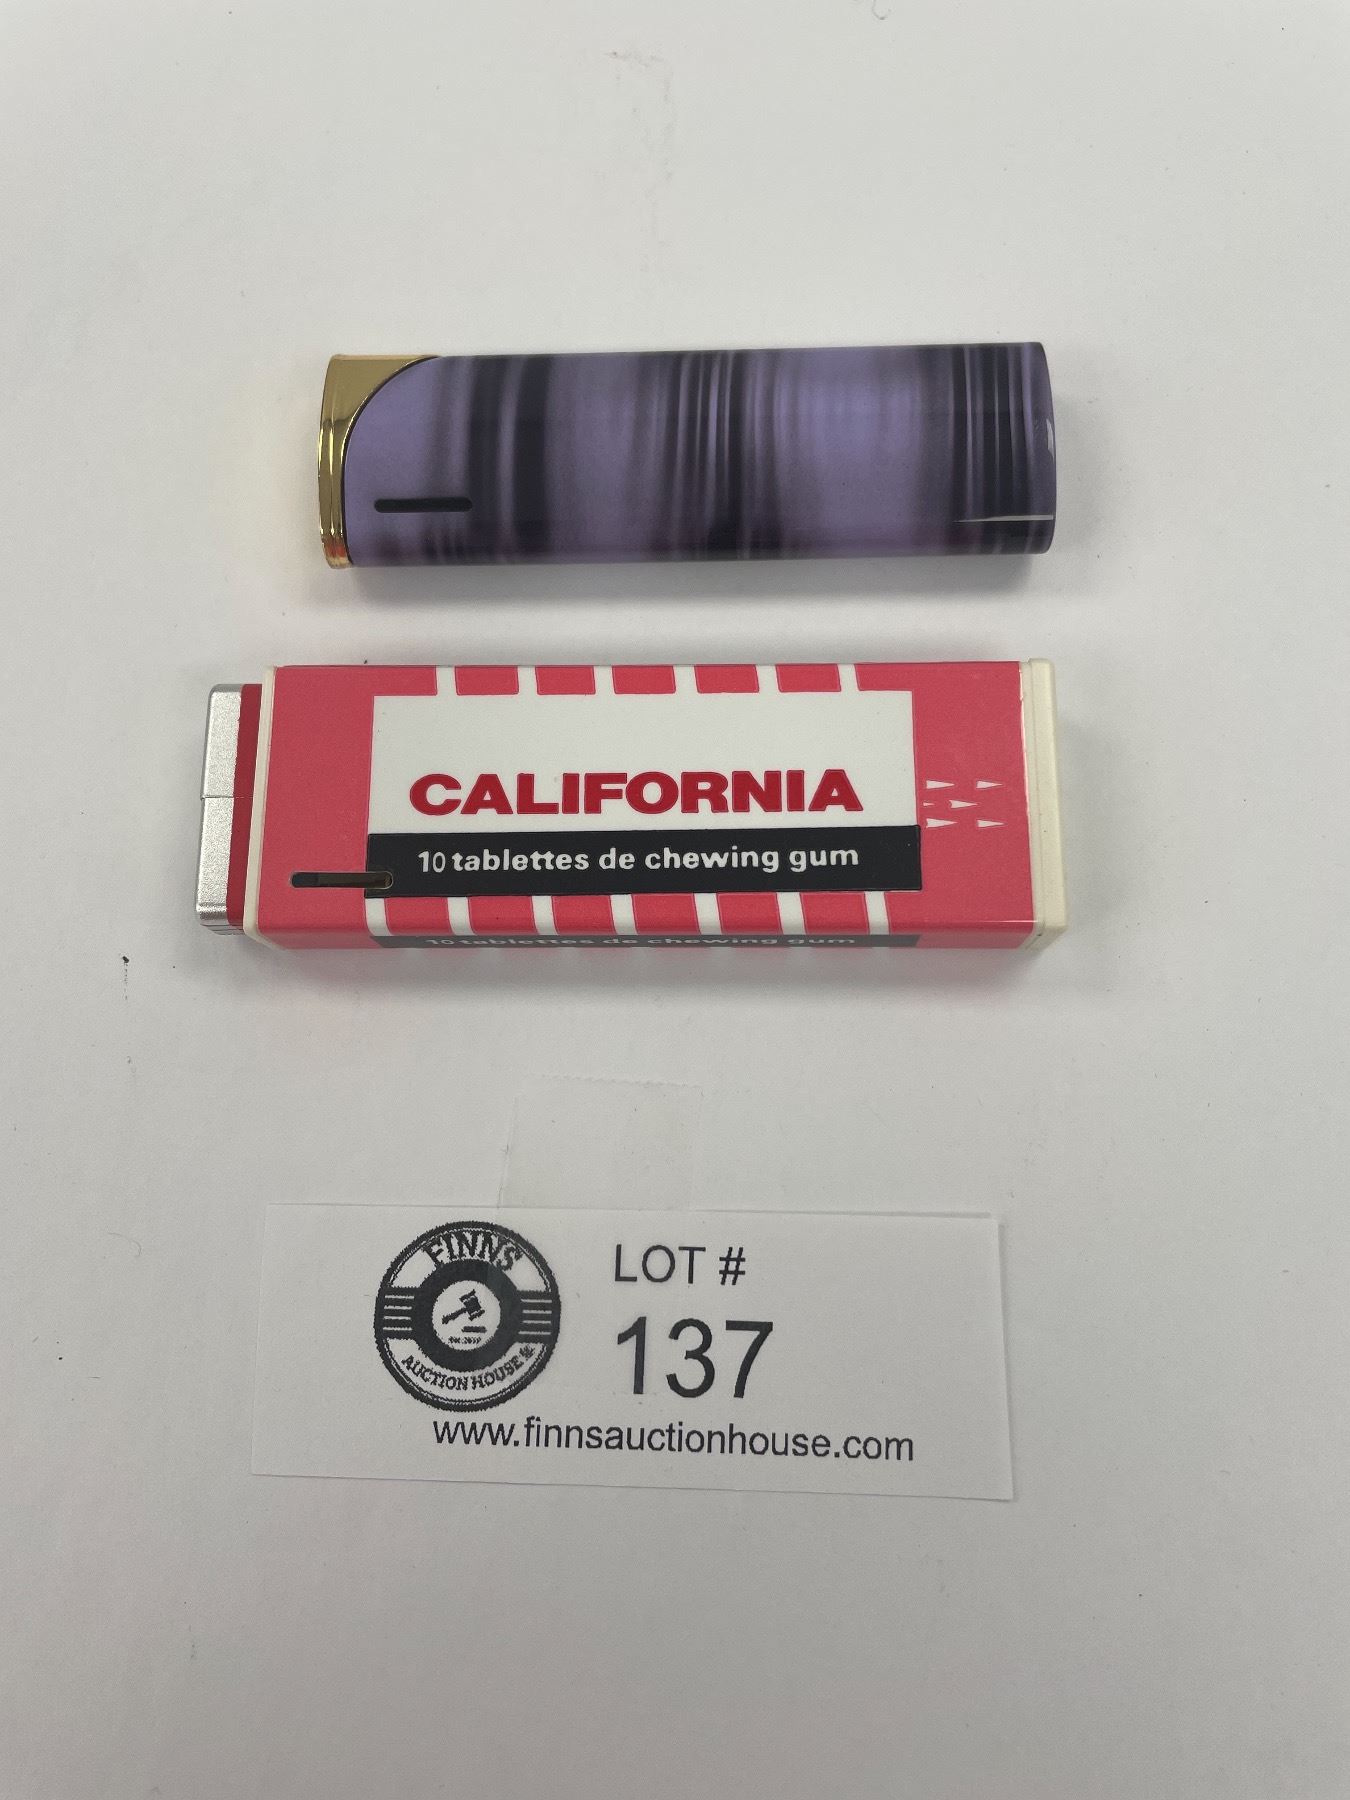 CALIFORNIA
10 tablettes de chewing gum
10 tablettes de chewing gum
FINNS
AUCTION HOUSE
LOT #
137
www.finnsauctionhouse.com